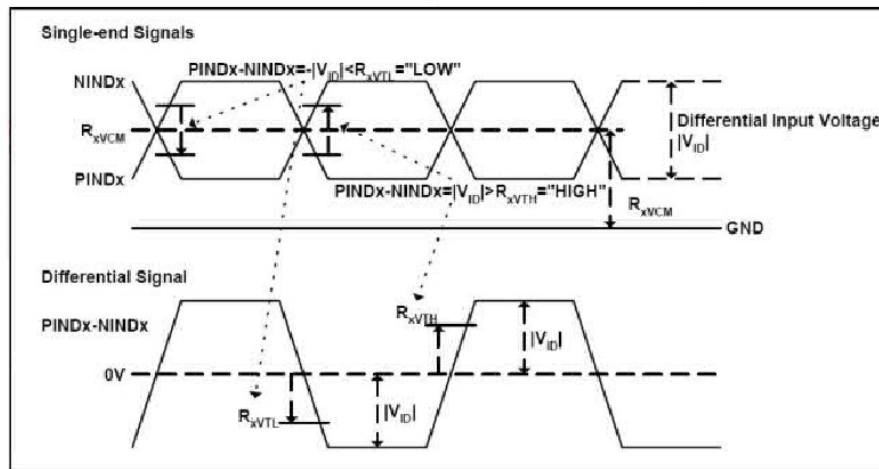 Single-end Signals
PINDx-NINDx=-|VID|<RxVTL="LOW"
NINDx
RxVCM
Differential Input Voltage
|VID|
PINDx
PINDx-NINDx=|VID|>RxVTH="HIGH"
RxVCM
GND
Differential Signal
PINDx-NINDx
RxVTH
|VID|
0V
RxVTL
|VID|